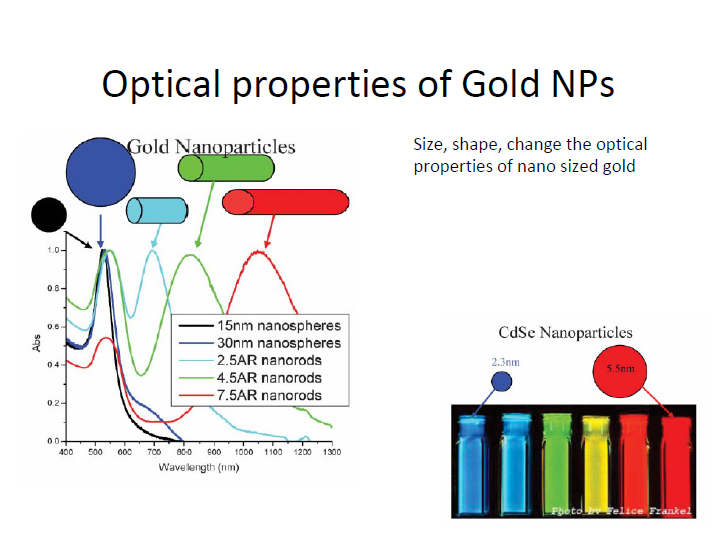 Optical properties of Gold NPs
Gold Nanoparticles
Size, shape, change the optical
properties of nano sized gold
1.0
0.8
0.6
0.4
0.2
0.0
Abs
15nm nanospheres
30nm nanospheres
2.5AR nanorods
4.5AR nanorods
7.5AR nanorods
400 500 600 700 800 900 1000 1100 1200 1300
Wavelength (nm)
CdSe Nanoparticles
2.3nm
5.5nm
Photo by Felice Frankel